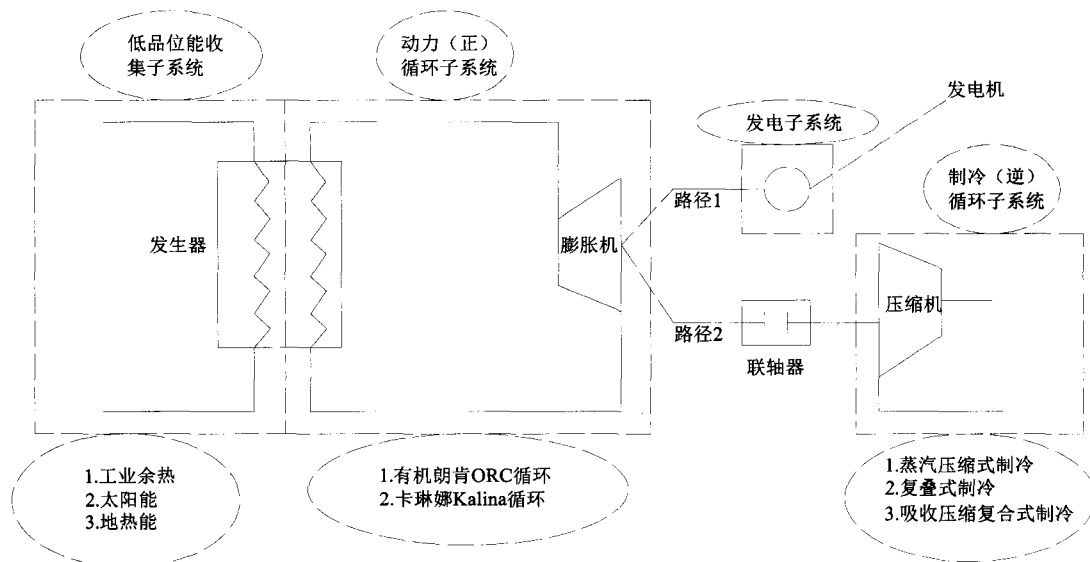 低品位能收
集子系统
动力（正）
循环子系统
发电机
发电子系统
制冷（逆）
循环子系统
路径1
发生器
膨胀机
压缩机
路径2
联轴器
1.工业余热
2.太阳能
3.地热能
1.有机朗肯ORC循环
2.卡琳娜Kalina循环
1.蒸汽压缩式制冷
2.复叠式制冷
3.吸收压缩复合式制冷